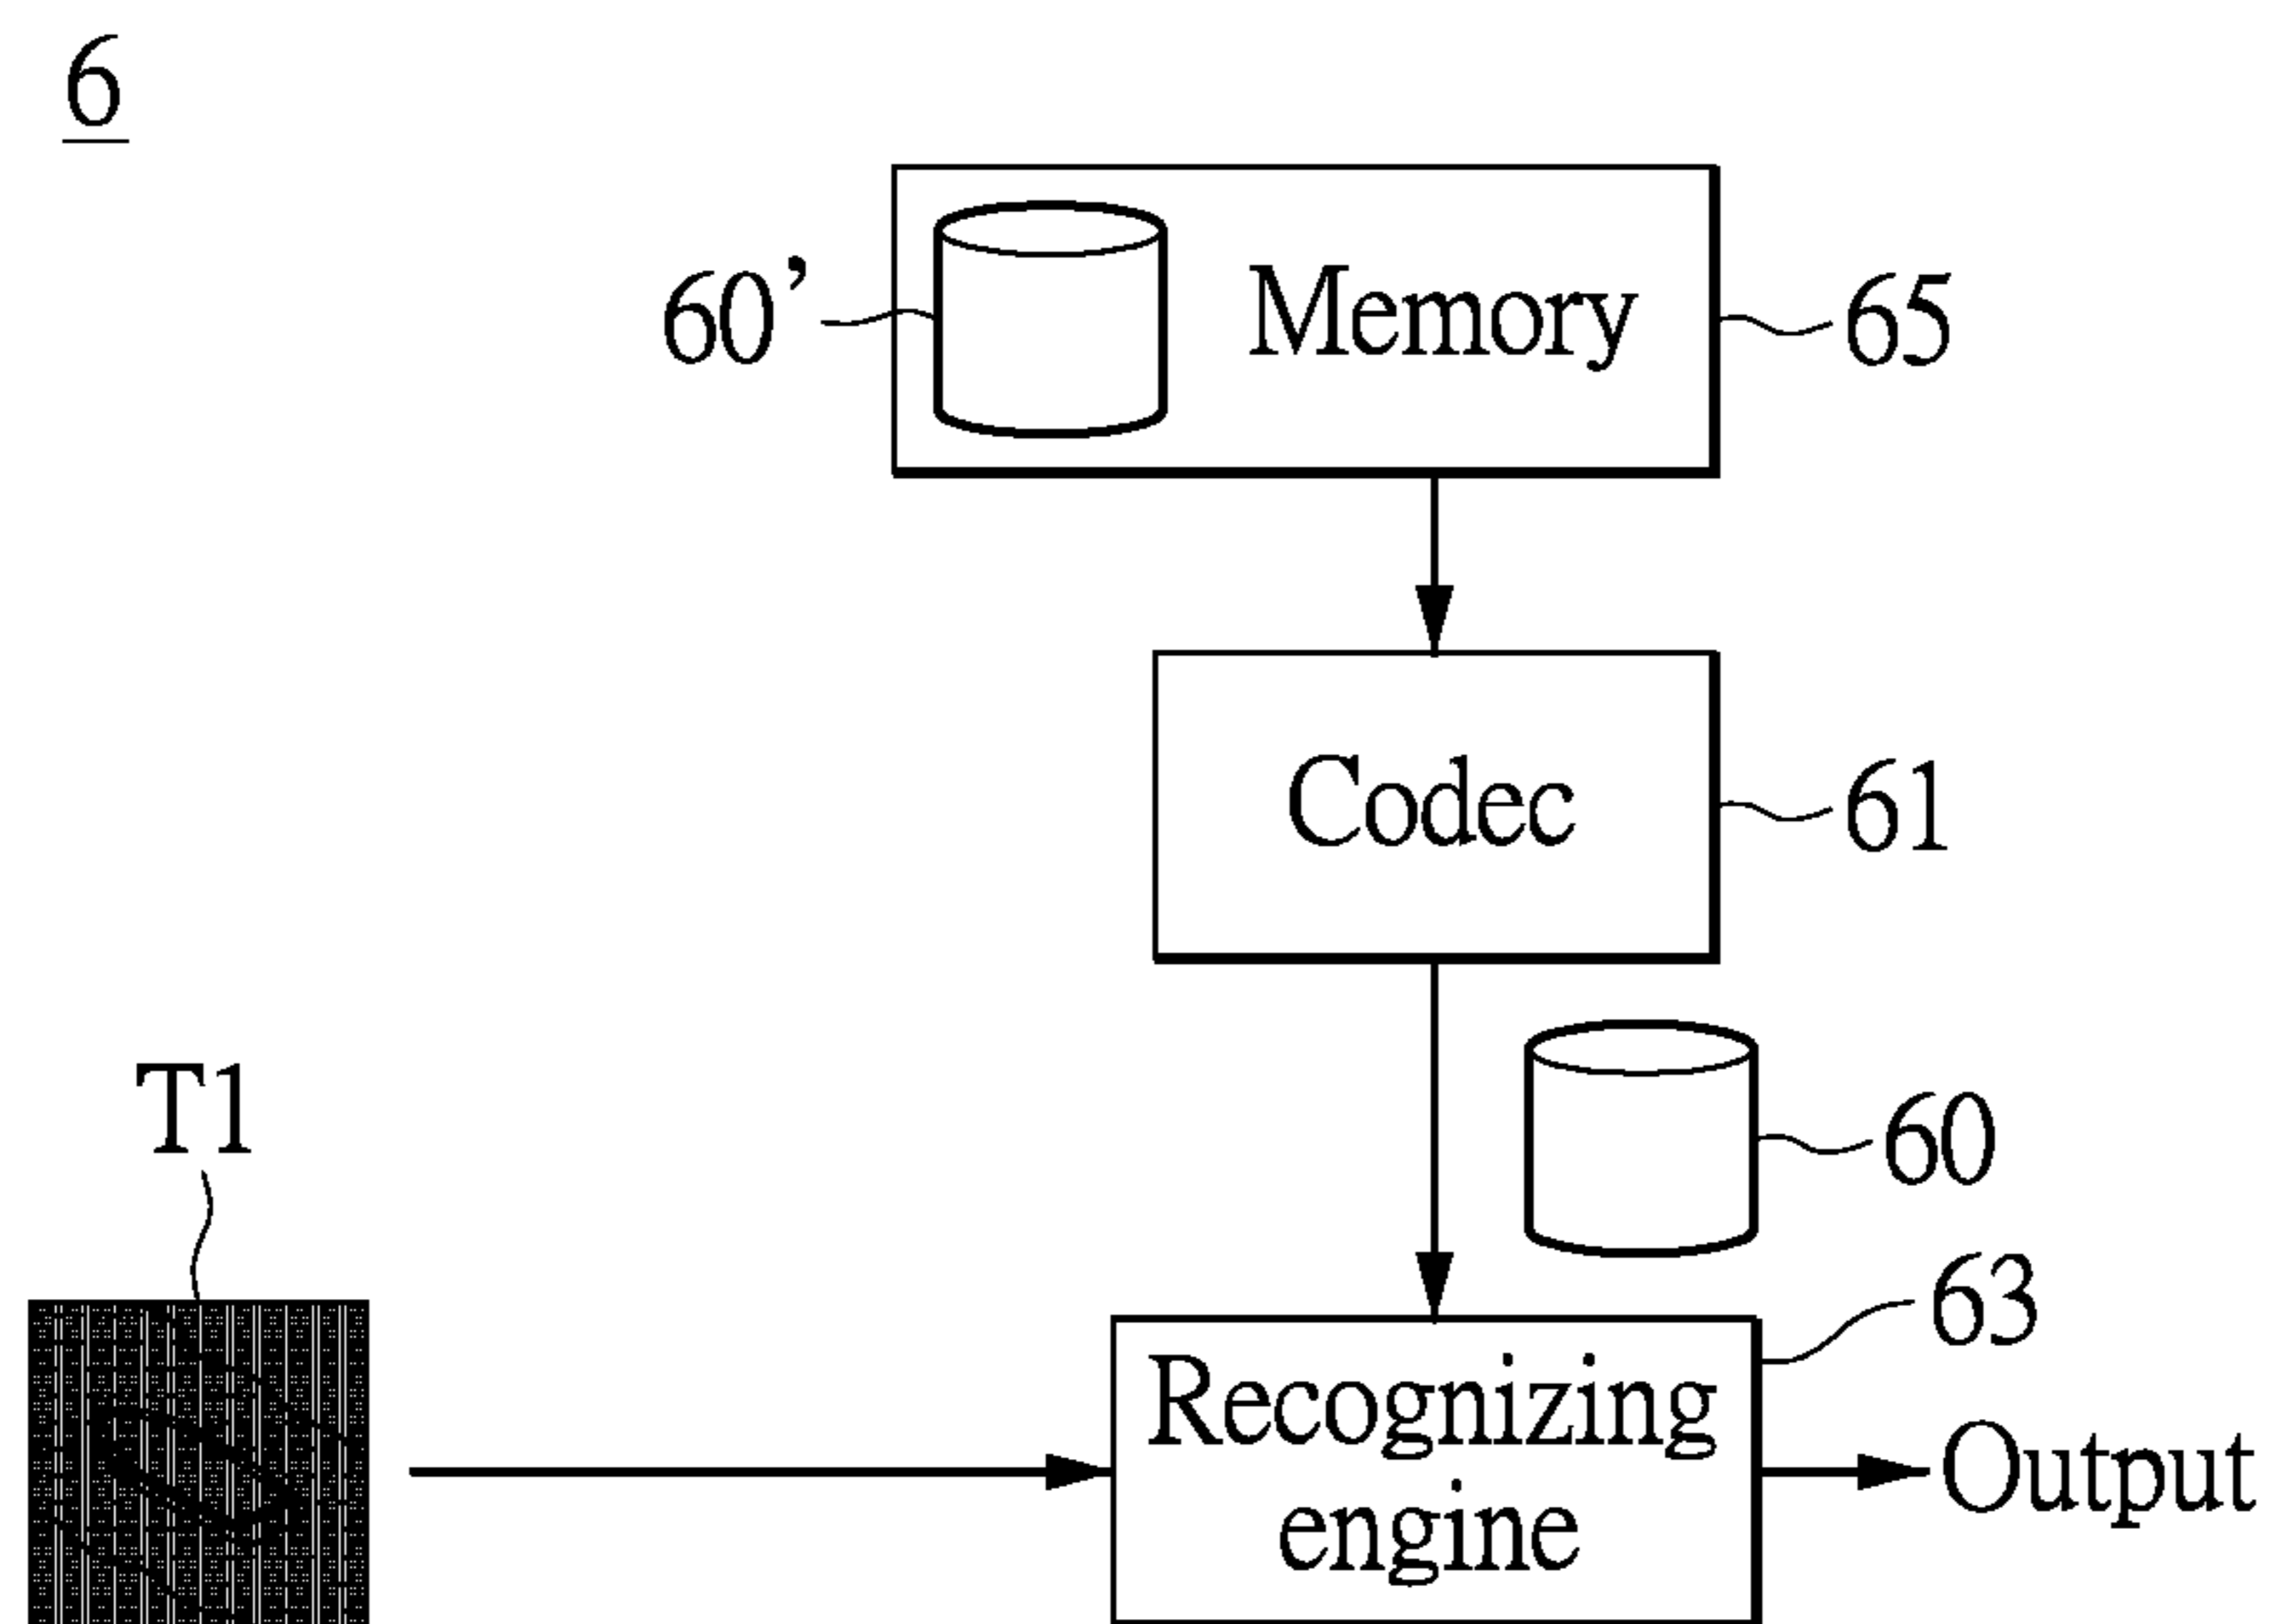 6
60’
Memory
65
Codec
61
T1
60
63
Recognizing
engine
Output